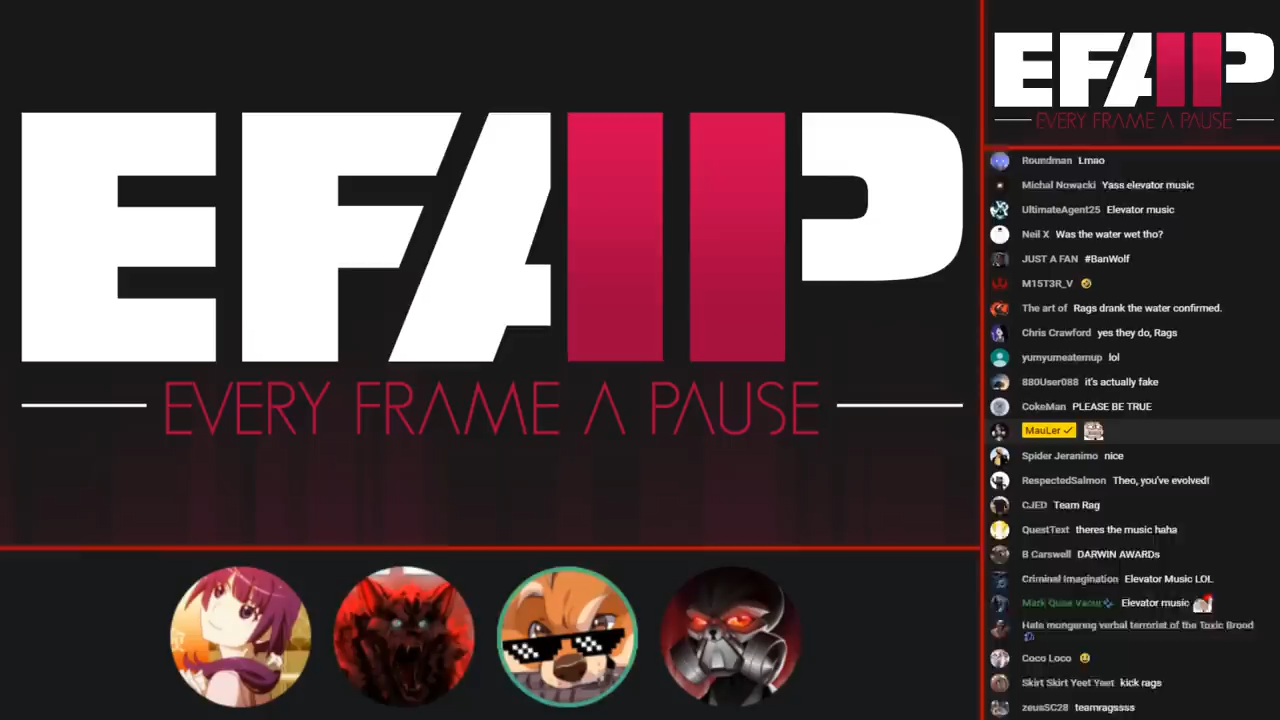 EFAP
EVERY FRAME A PAUSE
EFAP
EVERY FRAME A PAUSE
Roundman Lmao
Michal Nowacki Yass elevator music
UltimateAgent25 Elevator music
Neil X Was the water wet tho?
JUST A FAN #BanWolf
M15T3R_V
The art of Rags drank the water confirmed.
Chris Crawford yes they do, Rags
yumyumeatemup lol
880User088 it's actually fake
CokeMan PLEASE BE TRUE
MauLer
Spider Jeranimo nice
RespectedSalmon Theo, you've evolved!
CJED Team Rag
QuestText theres the music haha
B Carswell DARWIN AWARDs
Criminal Imagination Elevator Music LOL
Mark Quse Elevator music
Hate mongering verbal terrorist of the Toxic Brood
Coco Loco
Skirt Skirt Yeet Yeet kick rags
zeusSC28 teamragssss